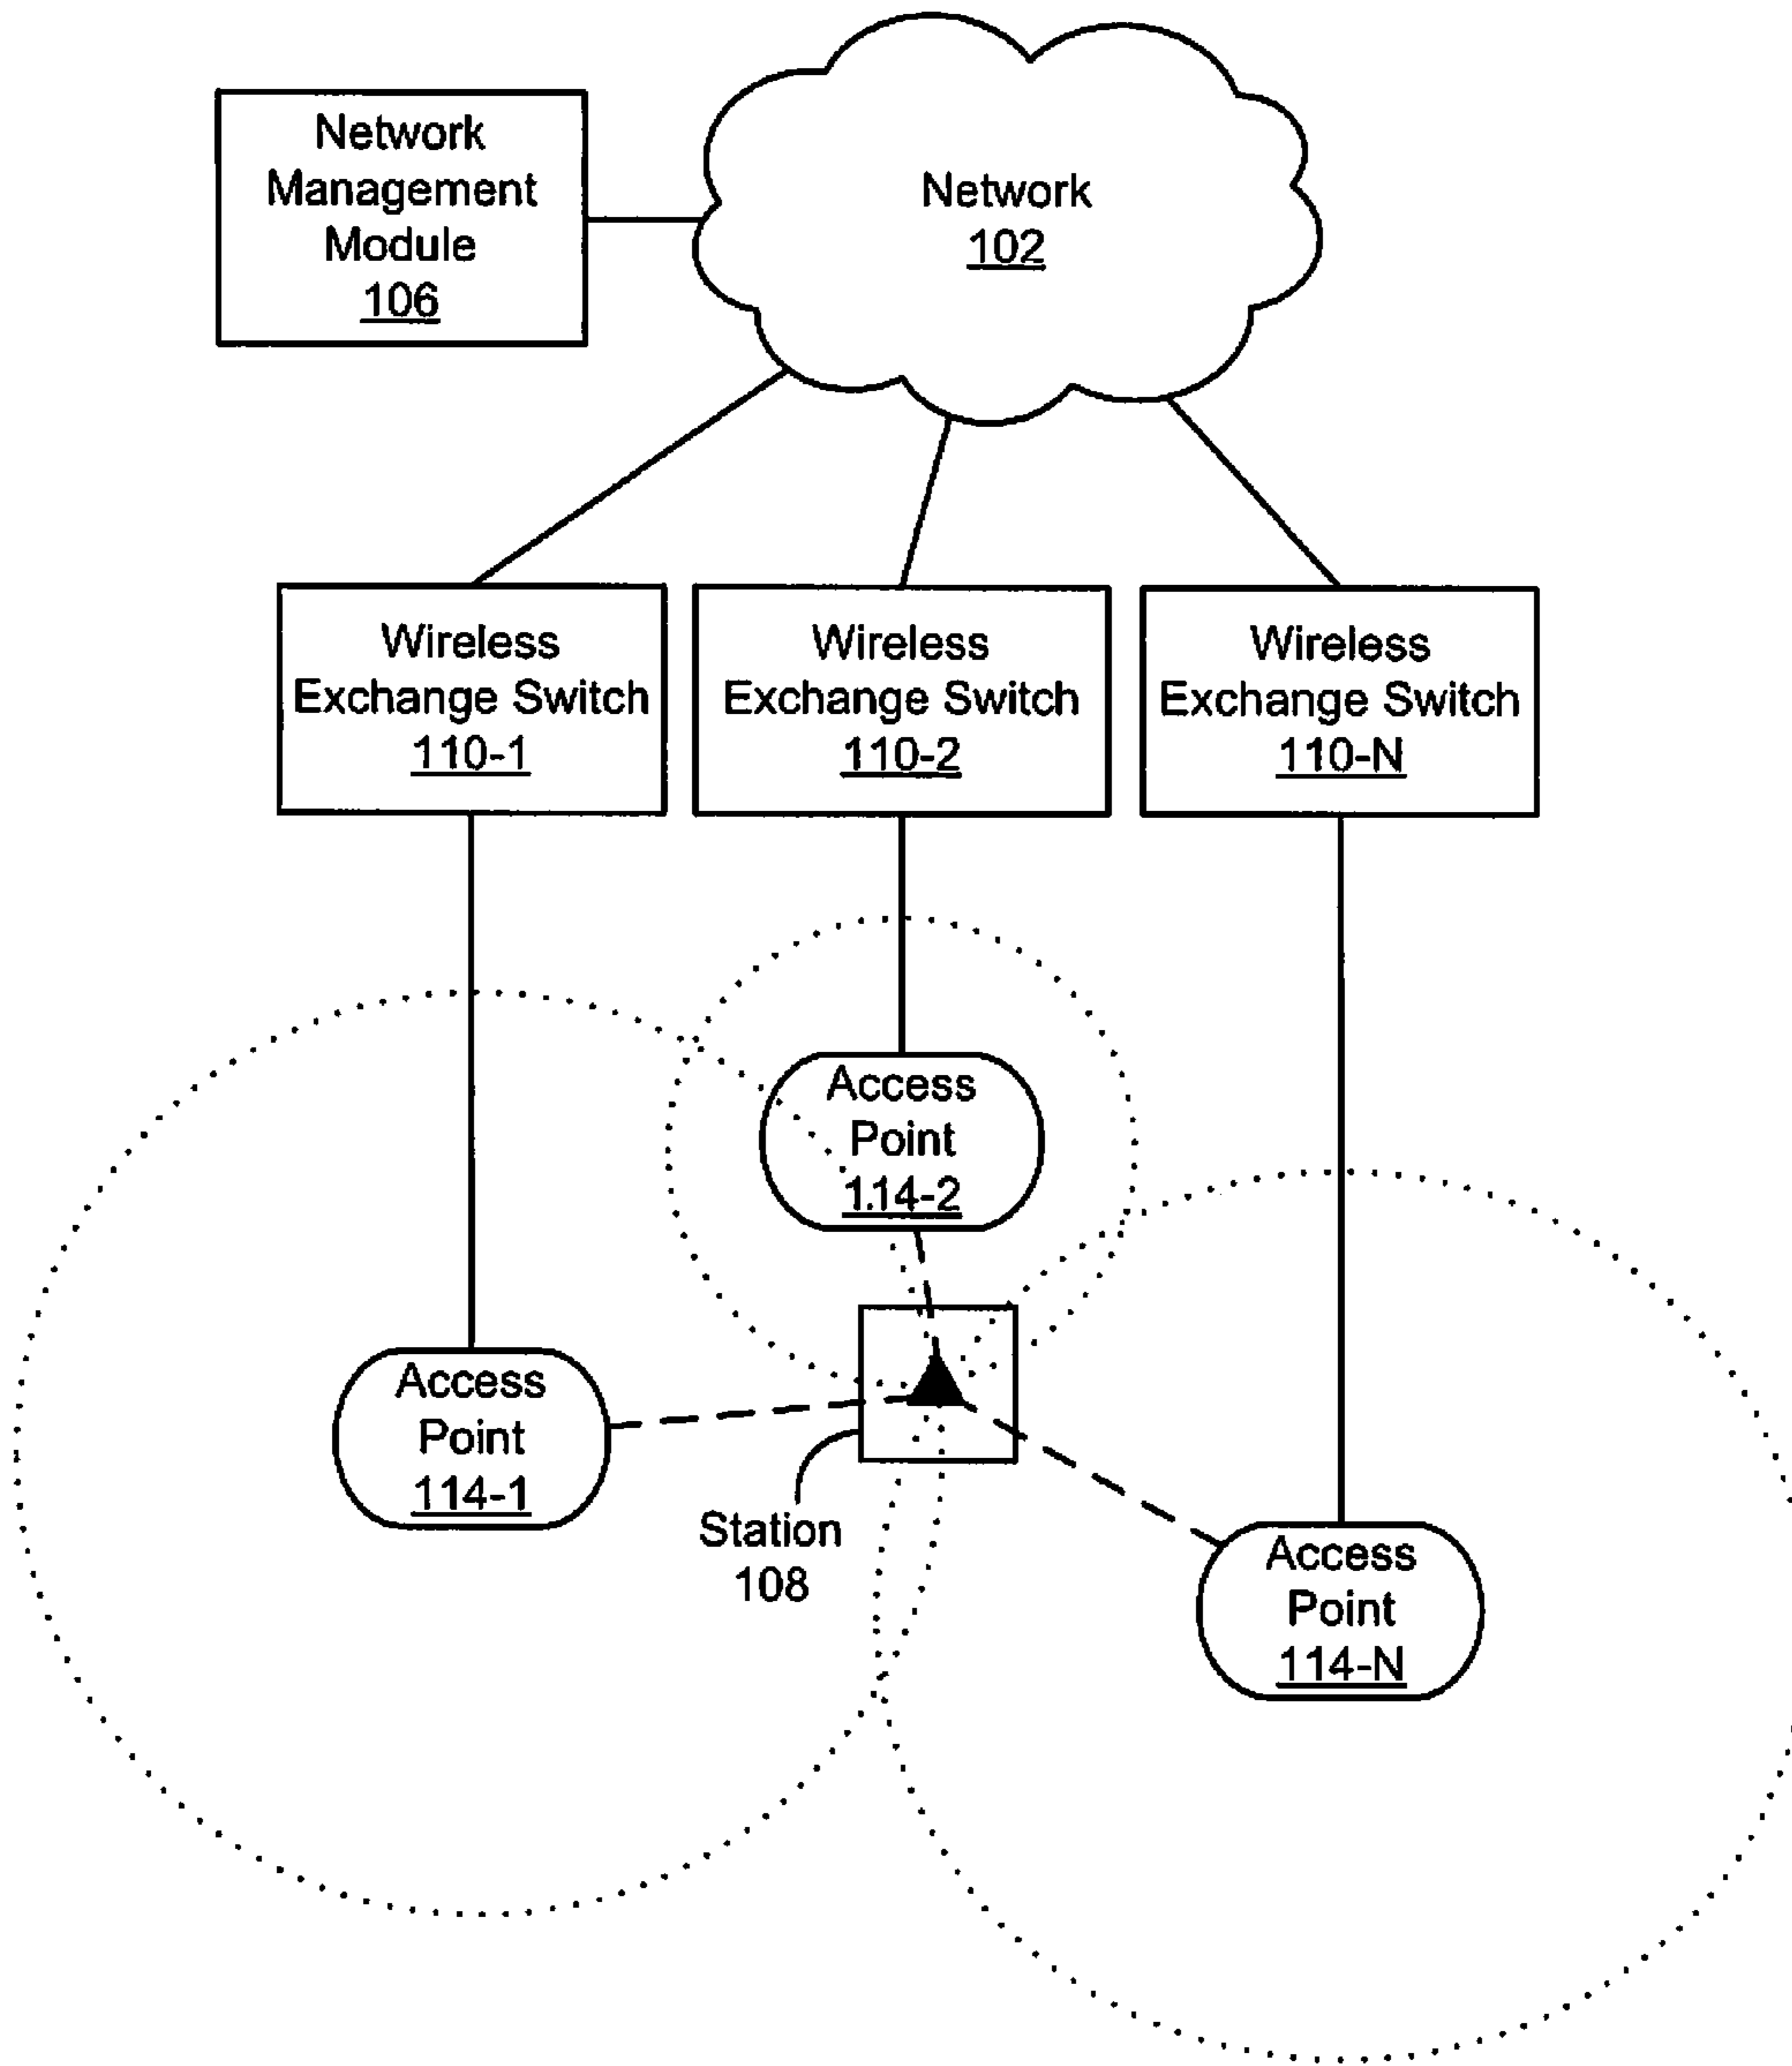 Network
Management
Module
106
Network
102
Wireless
Exchange Switch
110-1
Wireless
Exchange Switch
110-2
Wireless
Exchange Switch
110-N
Access
Point
114-2
Access
Point
114-1
Station
108
Access
Point
114-N